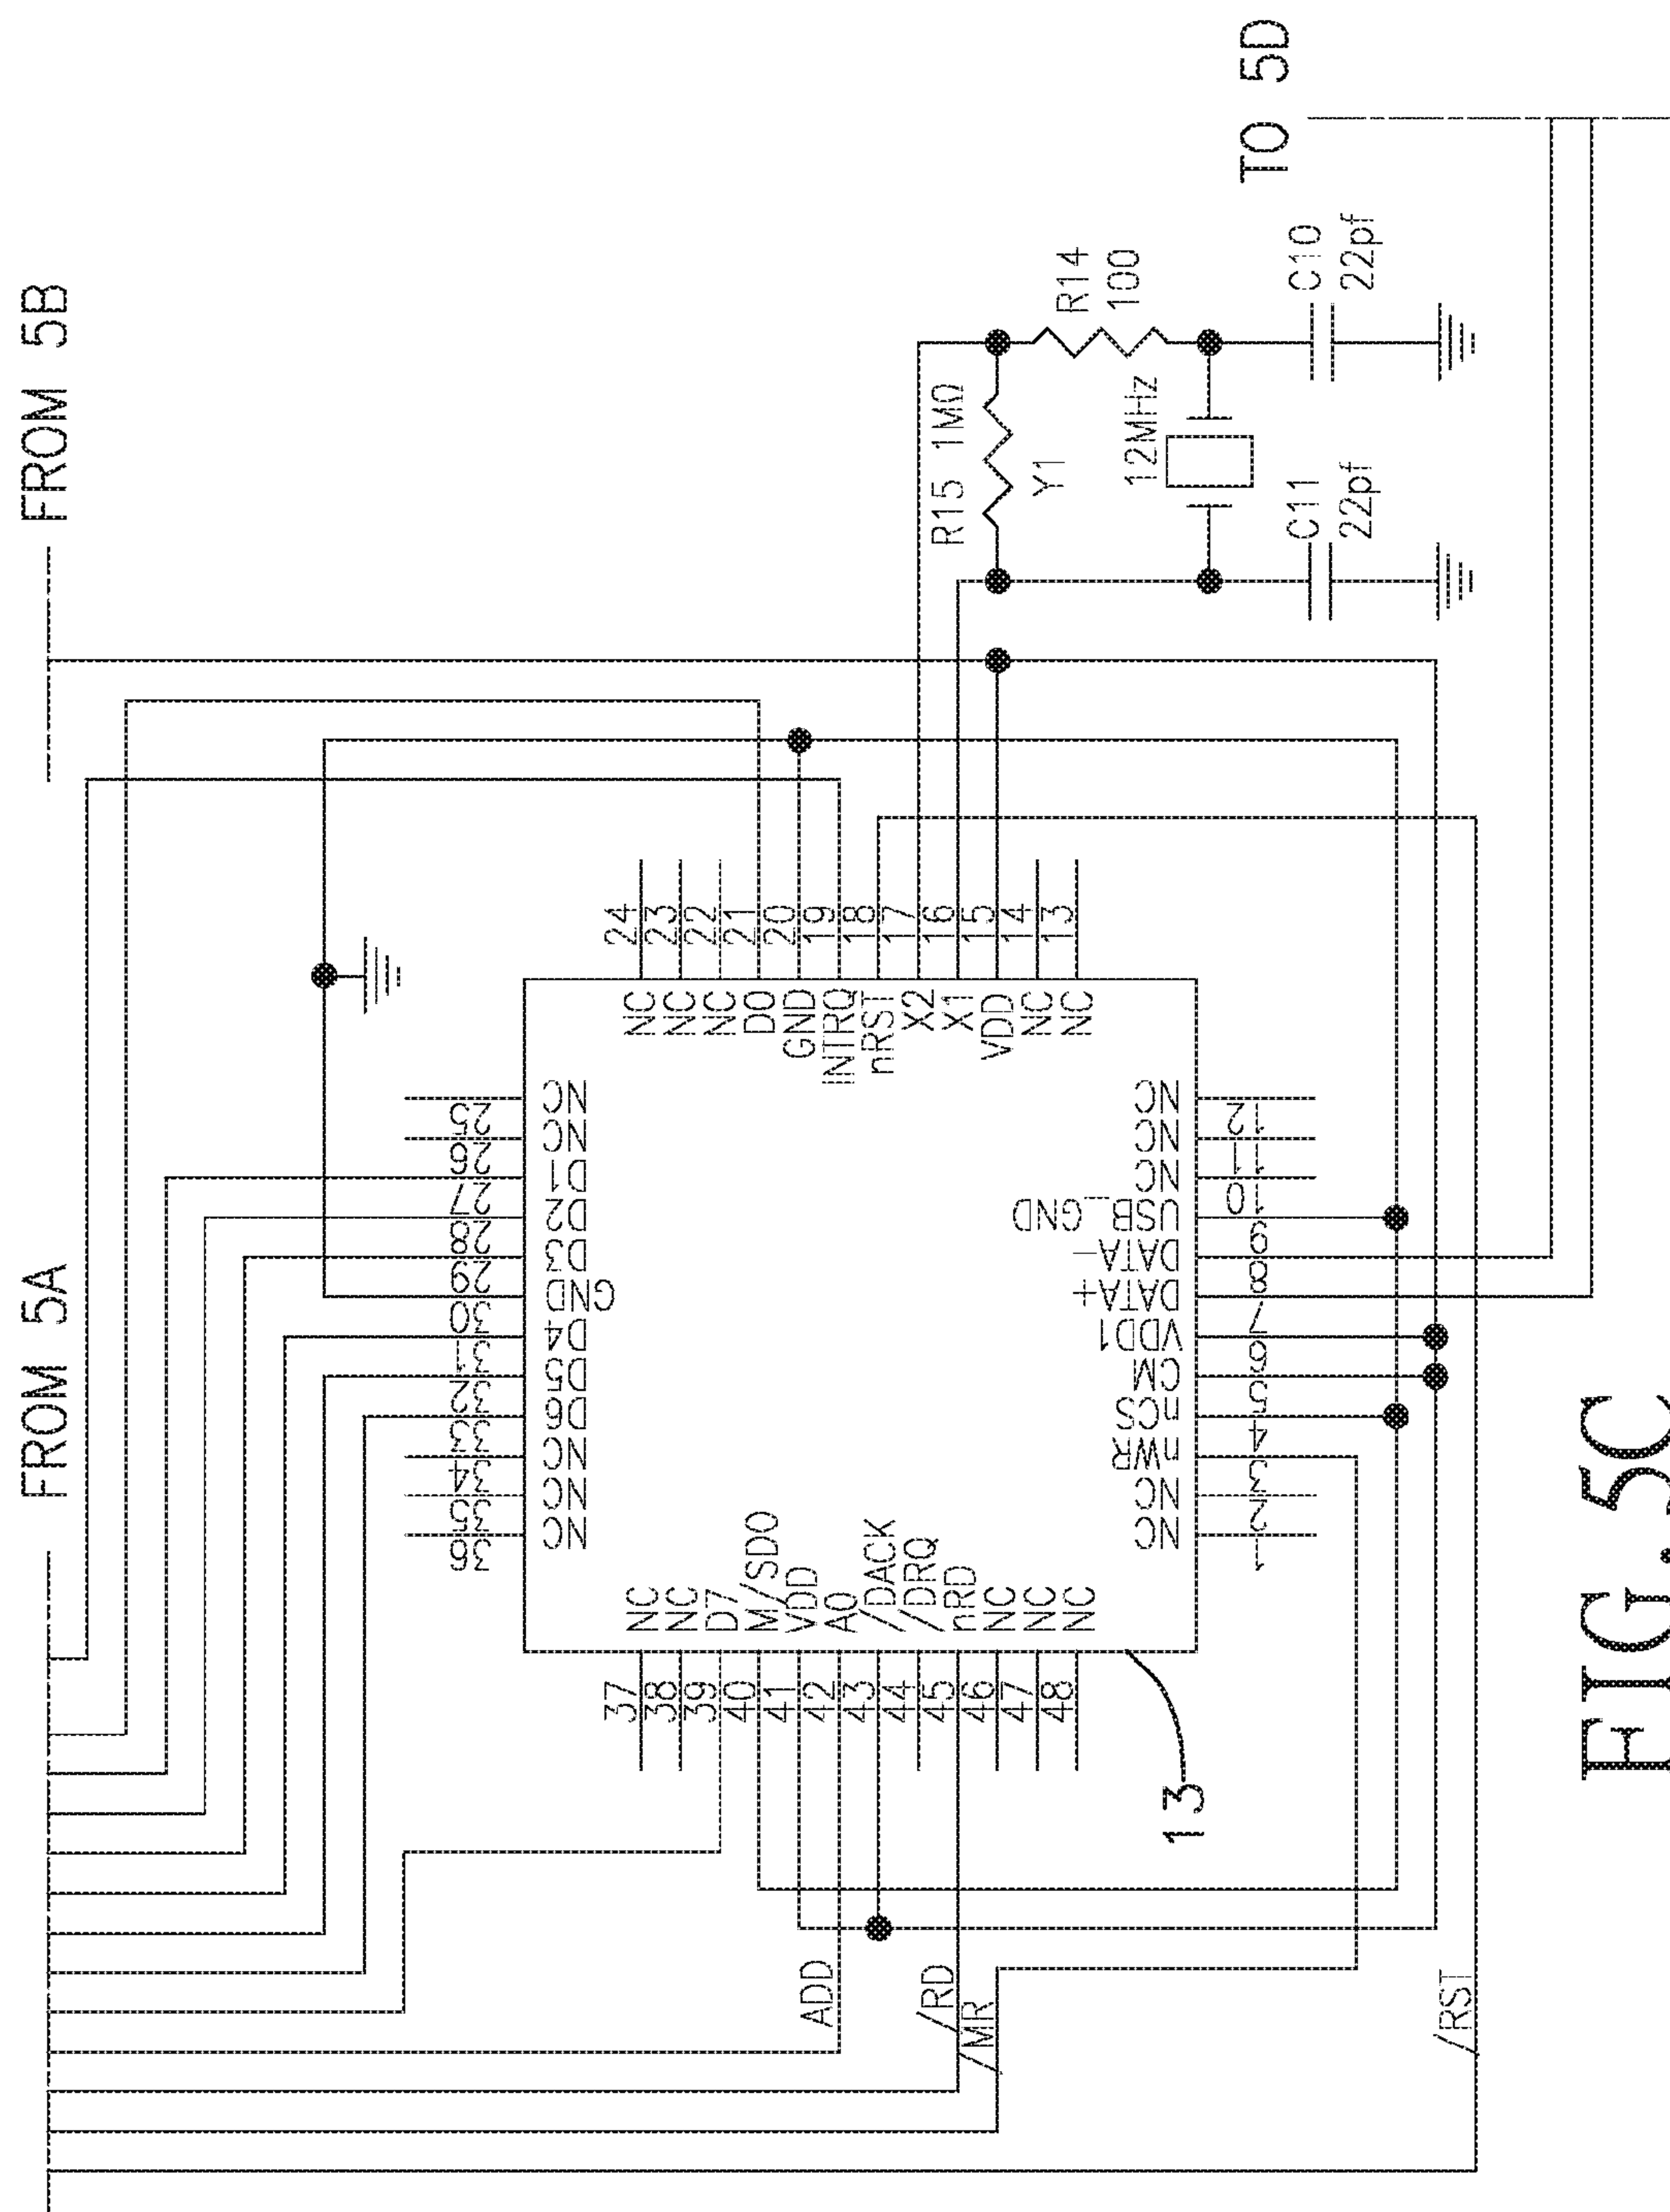 FROM 5A
FROM 5B
TO 5D
36 NC
35 NC
34 NC
33 D6
32 D5
31 D4
30 GND
29 D3
28 D2
27 D1
26 NC
25 NC
37 NC
38 NC
39 D7
40 M/SDO
41 VDD
42 A0
43 /DACK
44 /DRQ
45 nRD
46 NC
47 NC
48 NC
NC 24
NC 23
NC 22
D0 21
GND 20
INTRQ 19
nRST 18
X2 17
X1 16
VDD 15
NC 14
NC 13
NC 1
NC 2
nWR 3
nCS 4
CM 5
VDD1 6
DATA+ 7
DATA- 8
USB_GND 9
NC 10
NC 11
NC 12
ADD
/RD
/MR
/RST
13
R15 1MΩ
Y1
12MHz
R14
100
C11
22pf
C10
22pf
FIG. 5C